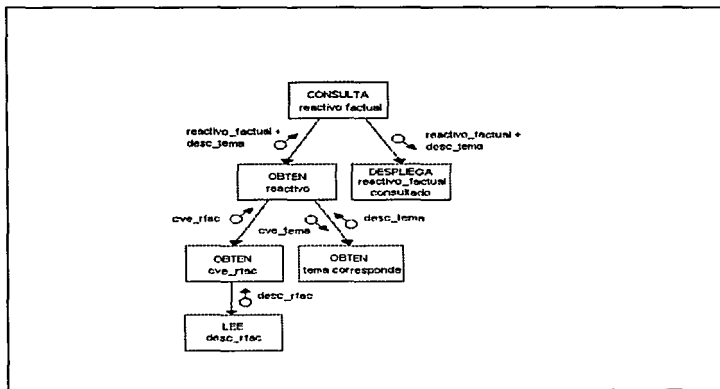 CONSULTA
reactivo factual
reactivo_factual +
desc_tema
reactivo_factual +
desc_tema
OBTEN
reactivo
DESPLIEGA
reactivo_factual
consultado
cve_rfac
cve_tema
desc_tema
OBTEN
cve_rfac
OBTEN
tema corresponde
desc_rfac
LEE
desc_rfac